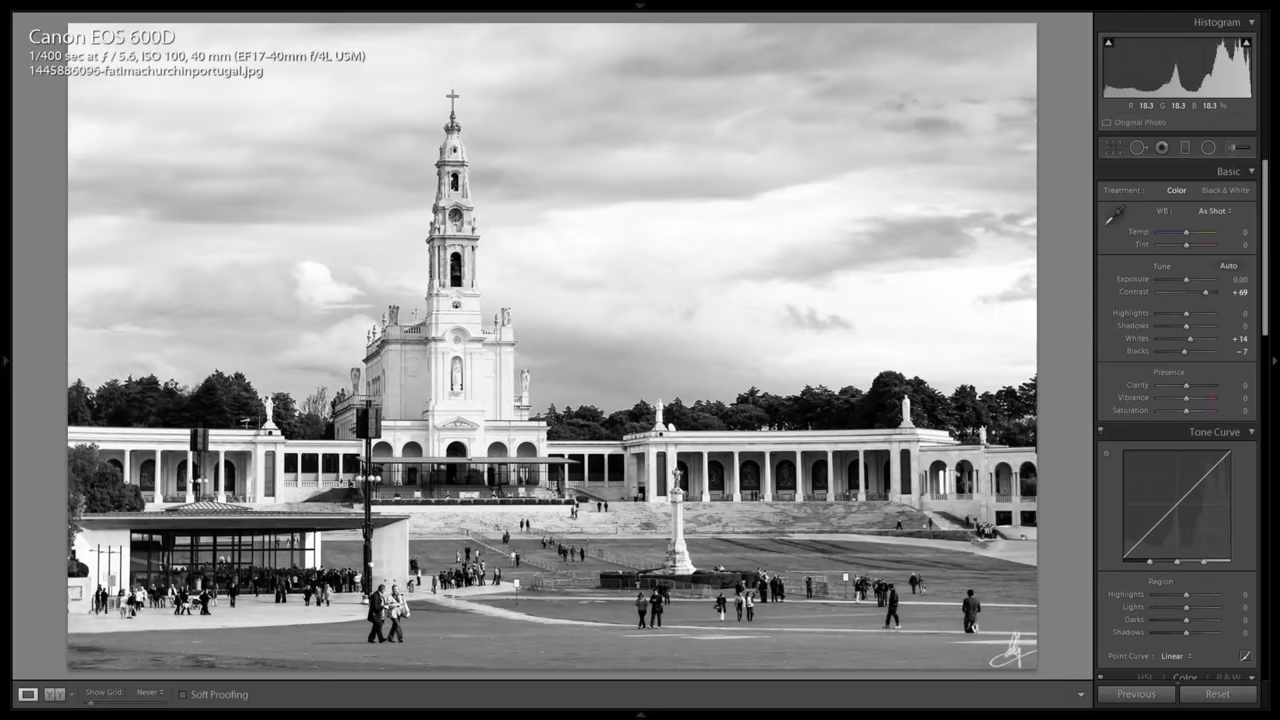 Canon EOS 600D
1/400 sec at ƒ / 5.6, ISO 100, 40 mm (EF17-40mm f/4L USM)
1445886096-fatimachurchinportugal.jpg
Histogram
R 18.3 G 18.3 B 18.3 %
Original Photo
Basic
Treatment : Color Black & White
WB : As Shot
Temp 0
Tint 0
Tone Auto
Exposure 0.00
Contrast + 69
Highlights 0
Shadows 0
Whites + 14
Blacks − 7
Presence
Clarity 0
Vibrance 0
Saturation 0
Tone Curve
Region
Highlights 0
Lights 0
Darks 0
Shadows 0
Point Curve : Linear
HSL / Color / B & W
Previous Reset
Y Y Show Grid: Never Soft Proofing